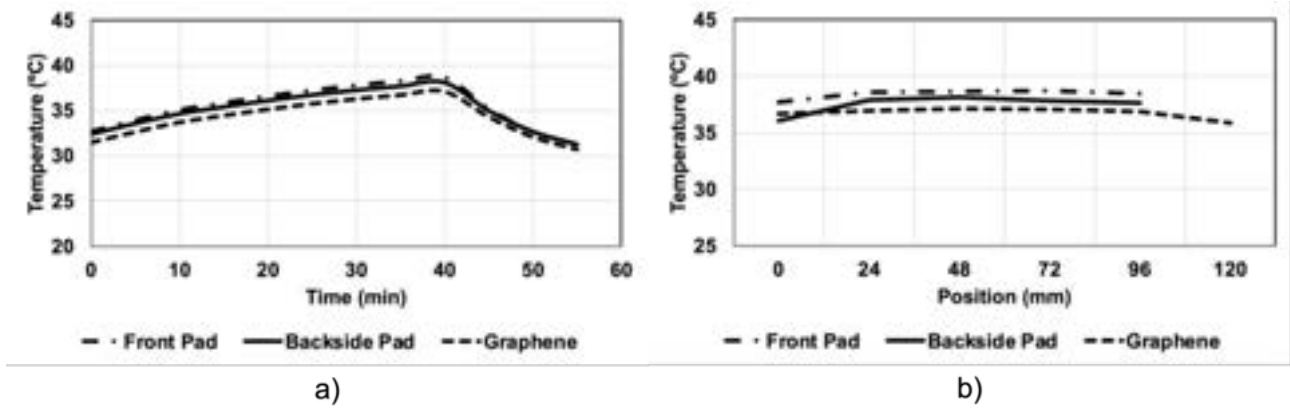 45
40
35
30
25
20
Temperature (°C)
0 10 20 30 40 50 60
Time (min)
Front Pad Backside Pad Graphene
a)
45
40
35
30
25
Temperature (°C)
0 24 48 72 96 120
Position (mm)
Front Pad Backside Pad Graphene
b)